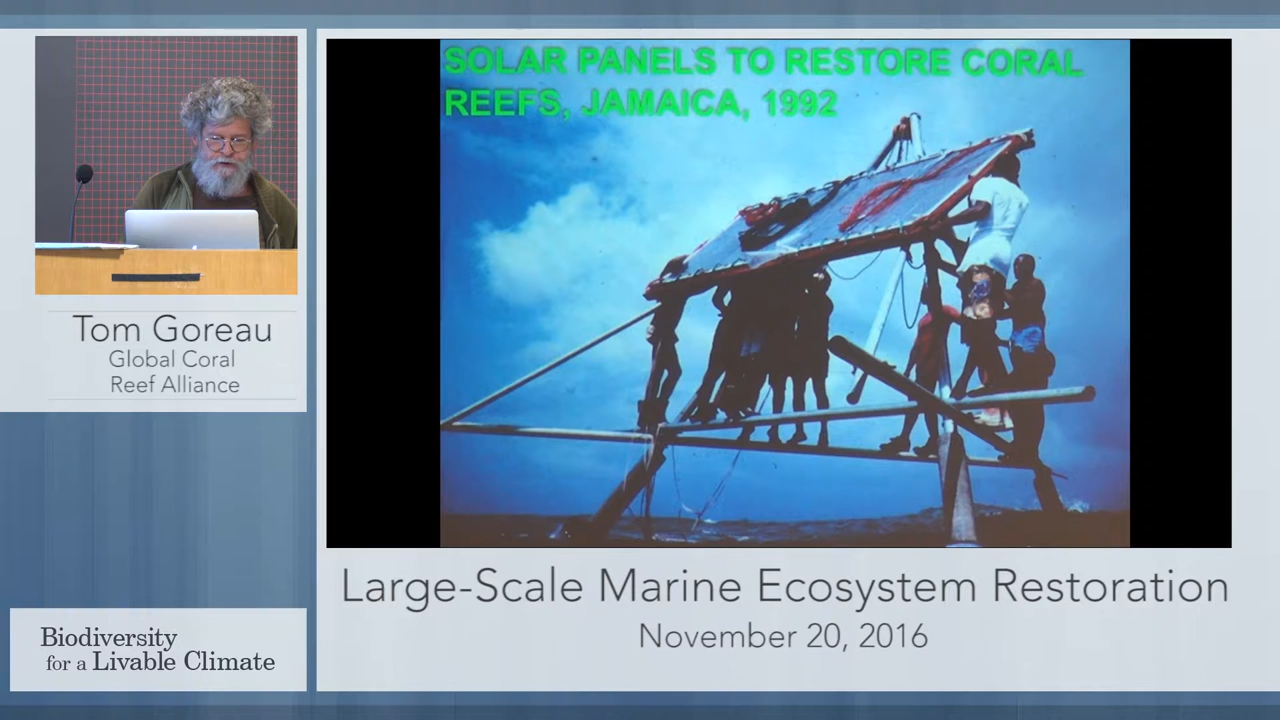 SOLAR PANELS TO RESTORE CORAL
REEFS, JAMAICA, 1992
Tom Goreau
Global Coral
Reef Alliance
Large-Scale Marine Ecosystem Restoration
November 20, 2016
Biodiversity
for a Livable Climate